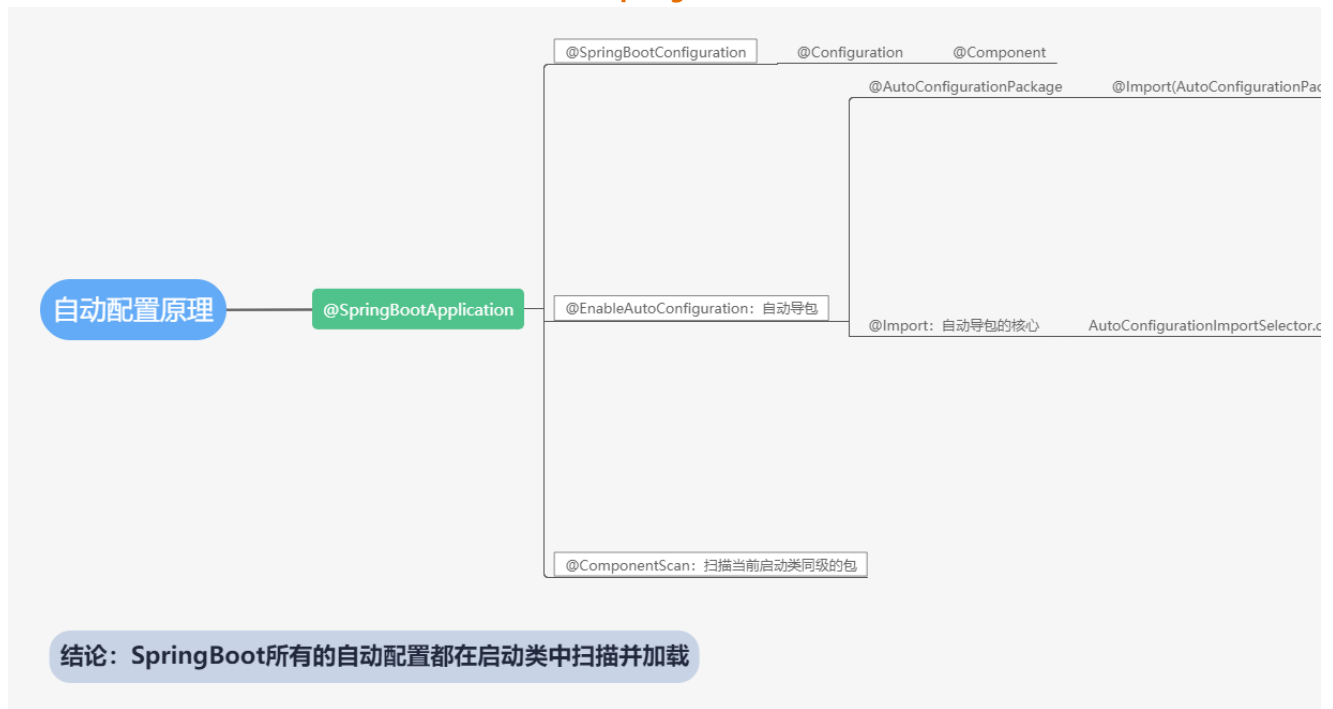 @SpringBootConfiguration @Configuration @Component
@AutoConfigurationPackage @Import(AutoConfigurationPac
自动配置原理 @SpringBootApplication @EnableAutoConfiguration：自动导包
@Import：自动导包的核心 AutoConfigurationImportSelector.c
@ComponentScan：扫描当前启动类同级的包
结论：SpringBoot所有的自动配置都在启动类中扫描并加载